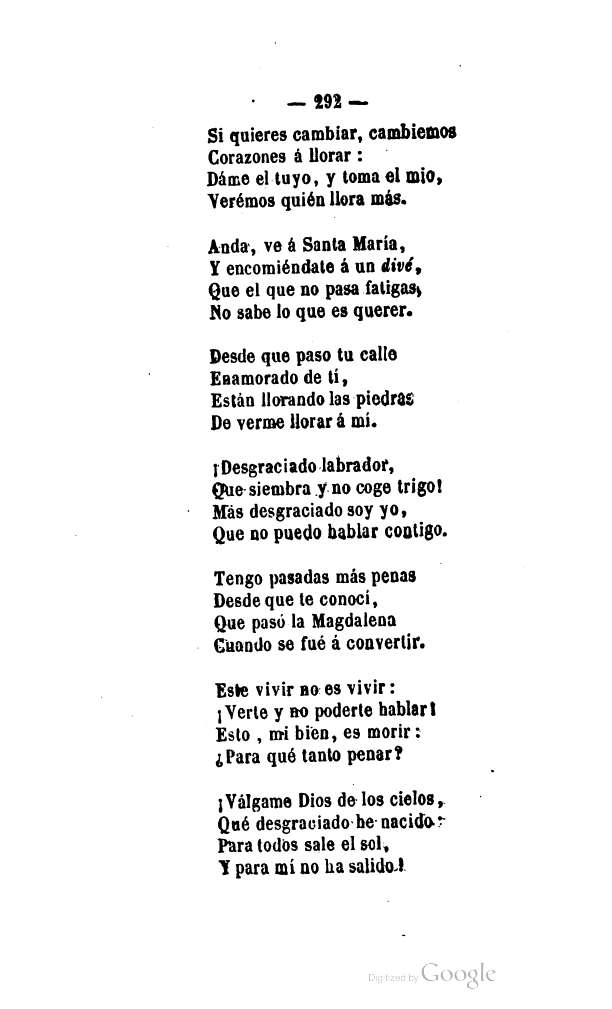 — 292 —
Si quieres cambiar, cambiemos
Corazones á llorar :
Dáme el tuyo, y toma el mio,
Verémos quién llora más.
Anda, ve á Santa María,
Y encomiéndate á un divé,
Que el que no pasa fatigas,
No sabe lo que es querer.
Desde que paso tu calle
Enamorado de tí,
Están llorando las piedras
De verme llorar á mí.
¡Desgraciado labrador,
Que siembra y no coge trigo!
Más desgraciado soy yo,
Que no puedo hablar contigo.
Tengo pasadas más penas
Desde que te conocí,
Que pasó la Magdalena
Cuando se fué á convertir.
Este vivir no es vivir :
¡Verte y no poderte hablar!
Esto , mi bien, es morir :
¿Para qué tanto penar?
¡Válgame Dios de los cielos,
Qué desgraciado he nacido :
Para todos sale el sol,
Y para mí no ha salido!
Digitized by Google